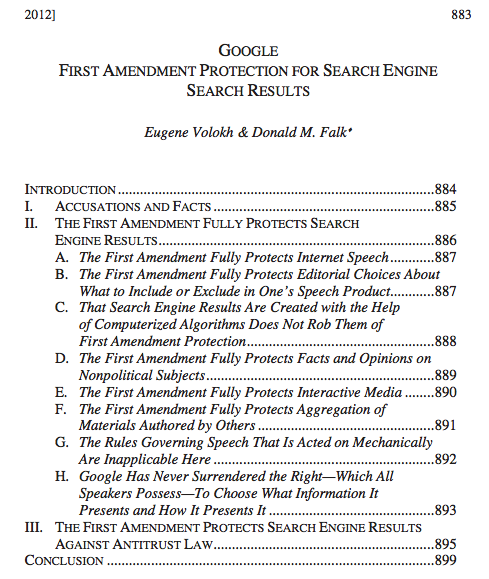 2012] 883
GOOGLE
FIRST AMENDMENT PROTECTION FOR SEARCH ENGINE
SEARCH RESULTS
Eugene Volokh & Donald M. Falk*
INTRODUCTION..........884
I. ACCUSATIONS AND FACTS..........885
II. THE FIRST AMENDMENT FULLY PROTECTS SEARCH
ENGINE RESULTS..........886
A. The First Amendment Fully Protects Internet Speech..........887
B. The First Amendment Fully Protects Editorial Choices About
What to Include or Exclude in One's Speech Product..........887
C. That Search Engine Results Are Created with the Help
of Computerized Algorithms Does Not Rob Them of
First Amendment Protection..........888
D. The First Amendment Fully Protects Facts and Opinions on
Nonpolitical Subjects..........889
E. The First Amendment Fully Protects Interactive Media..........890
F. The First Amendment Fully Protects Aggregation of
Materials Authored by Others..........891
G. The Rules Governing Speech That Is Acted on Mechanically
Are Inapplicable Here..........892
H. Google Has Never Surrendered the Right—Which All
Speakers Possess—To Choose What Information It
Presents and How It Presents It..........893
III. THE FIRST AMENDMENT PROTECTS SEARCH ENGINE RESULTS
AGAINST ANTITRUST LAW..........895
CONCLUSION..........899